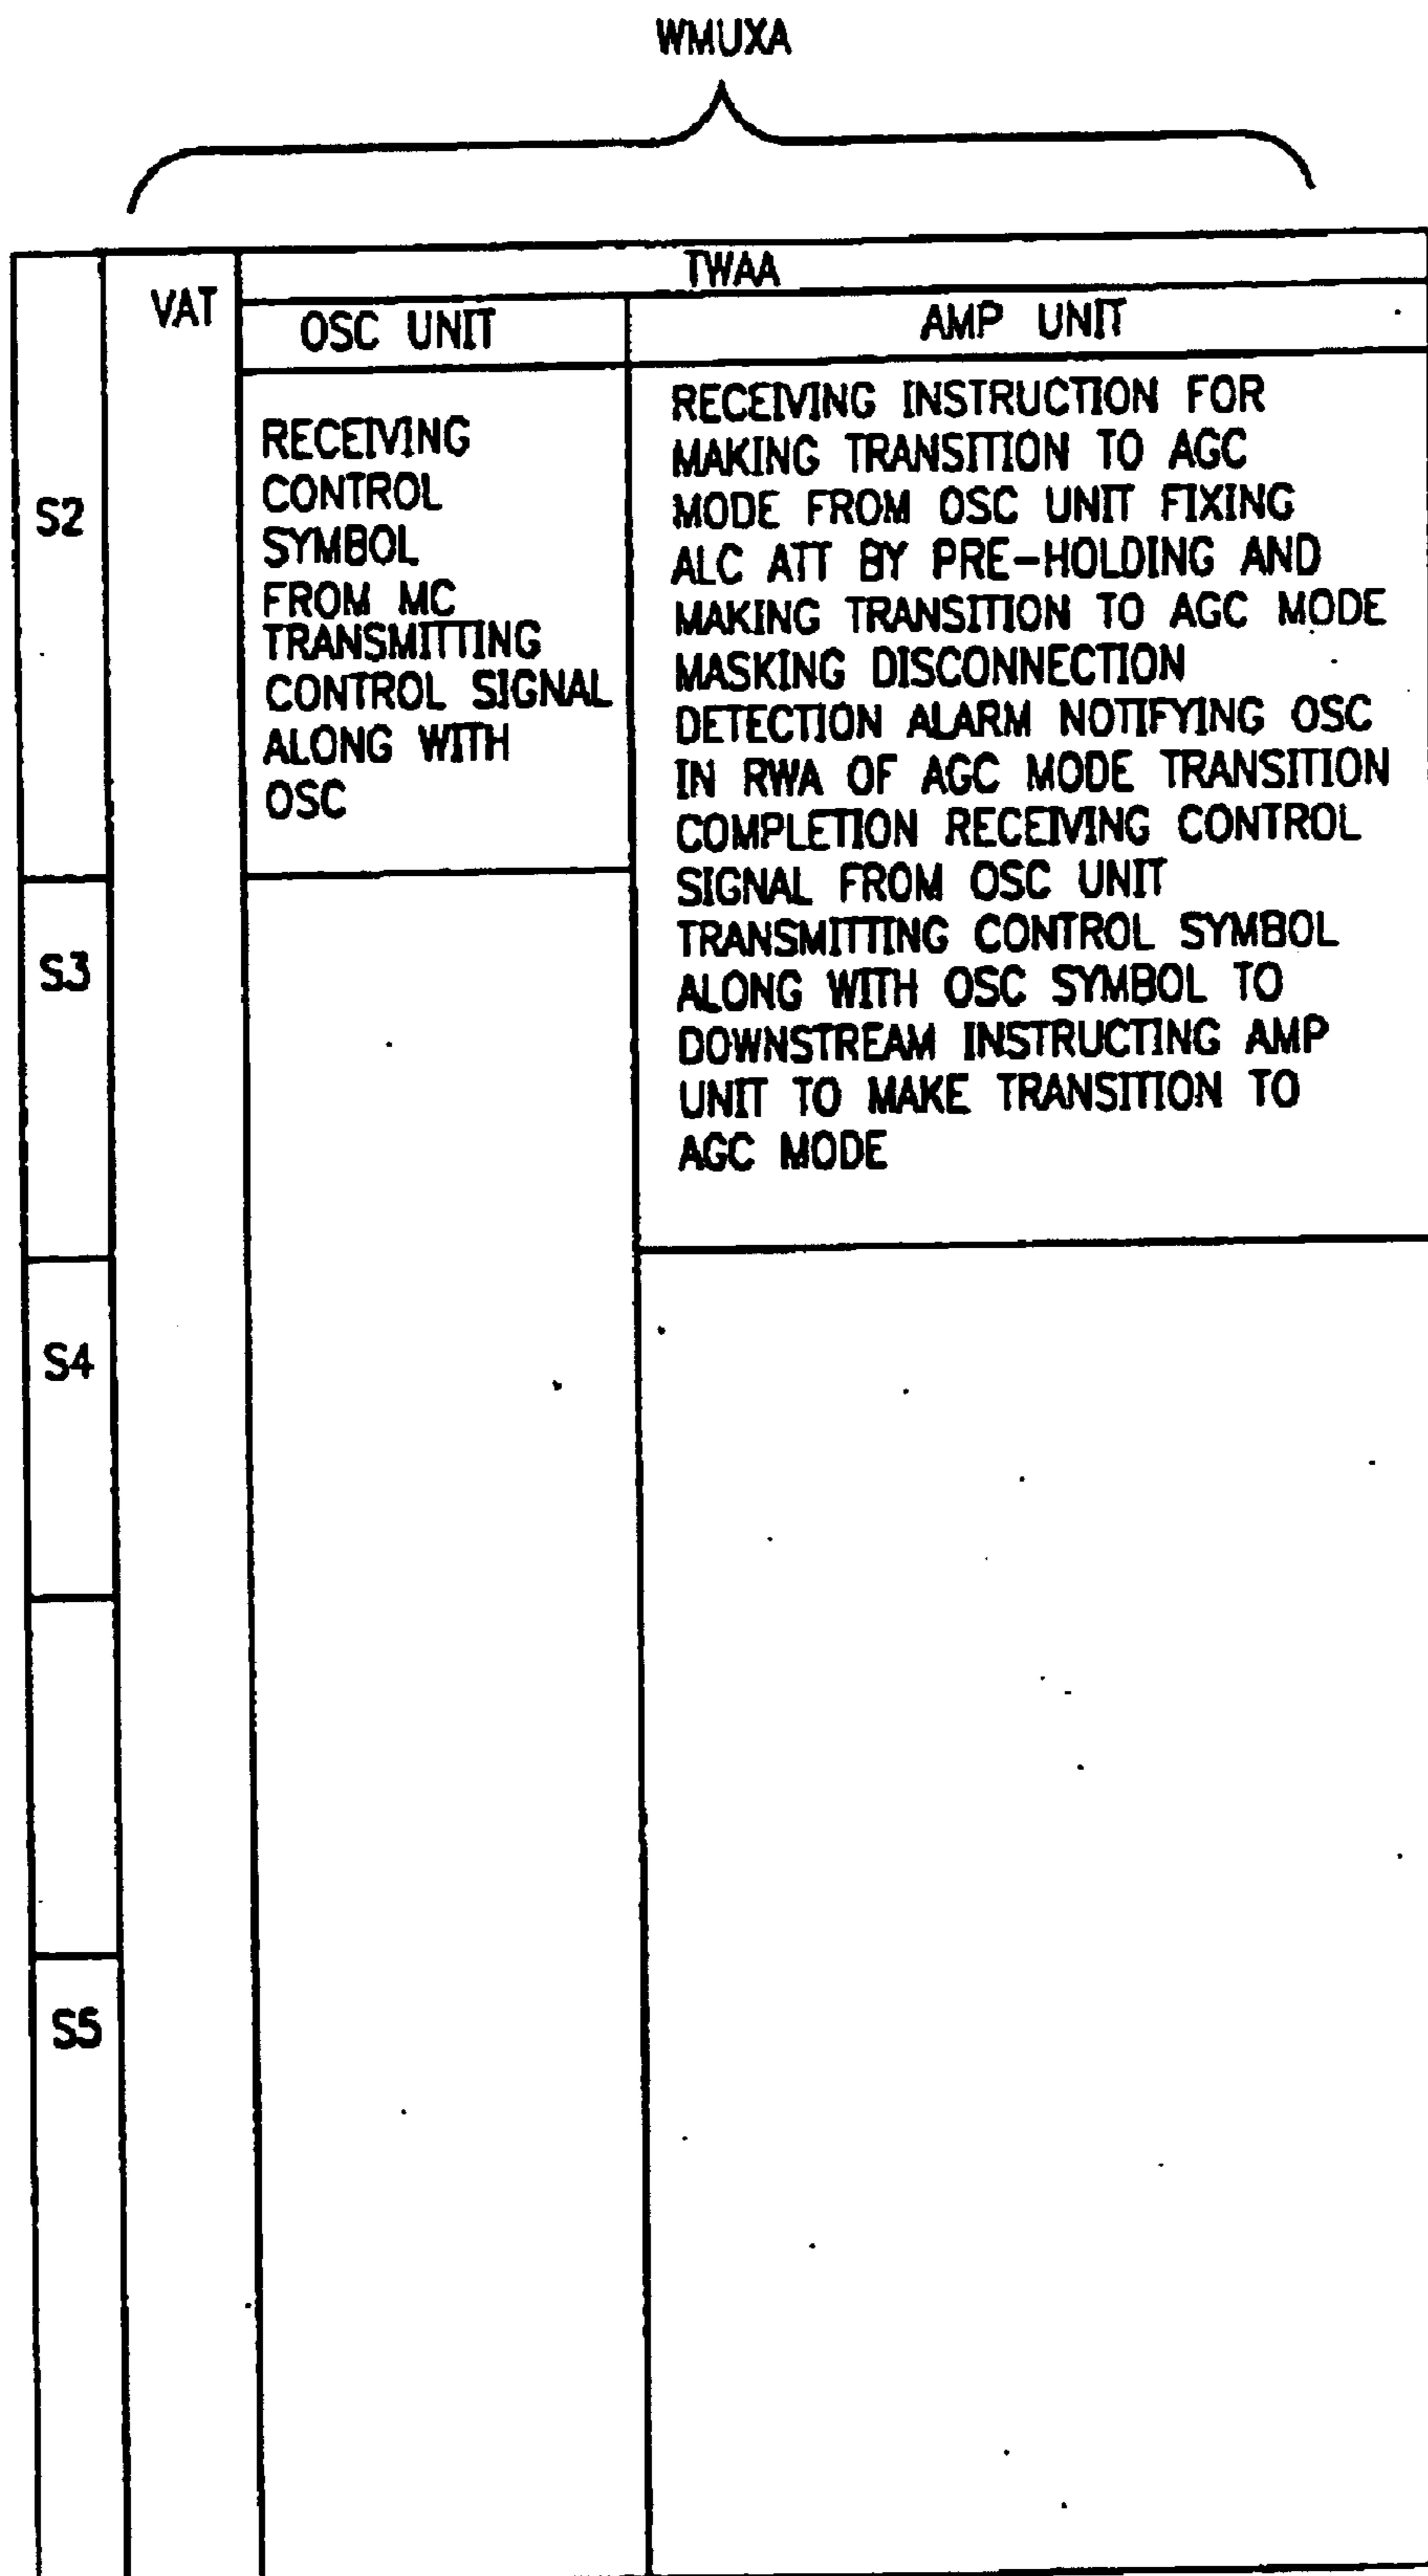 WMUXA
TWAA
VAT
OSC UNIT
AMP UNIT
S2
RECEIVING
CONTROL
SYMBOL
FROM MC
TRANSMITTING
CONTROL SIGNAL
ALONG WITH
OSC
RECEIVING INSTRUCTION FOR
MAKING TRANSITION TO AGC
MODE FROM OSC UNIT FIXING
ALC ATT BY PRE-HOLDING AND
MAKING TRANSITION TO AGC MODE
MASKING DISCONNECTION
DETECTION ALARM NOTIFYING OSC
IN RWA OF AGC MODE TRANSITION
COMPLETION RECEIVING CONTROL
SIGNAL FROM OSC UNIT
TRANSMITTING CONTROL SYMBOL
ALONG WITH OSC SYMBOL TO
DOWNSTREAM INSTRUCTING AMP
UNIT TO MAKE TRANSITION TO
AGC MODE
S3
S4
S5